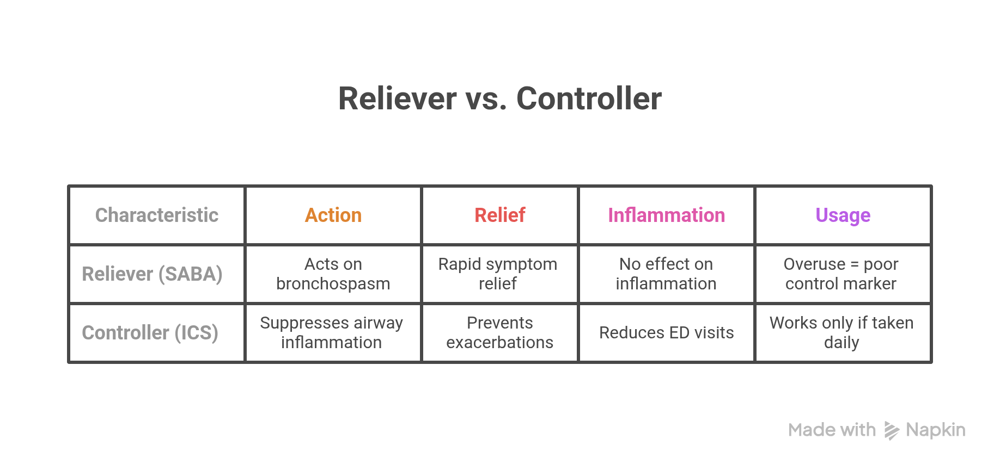 Reliever vs. Controller
Characteristic
Action
Relief
Inflammation
Usage
Reliever (SABA)
Acts on
bronchospasm
Rapid symptom
relief
No effect on
inflammation
Overuse = poor
control marker
Controller (ICS)
Suppresses airway
inflammation
Prevents
exacerbations
Reduces ED visits
Works only if taken
daily
Made with Napkin